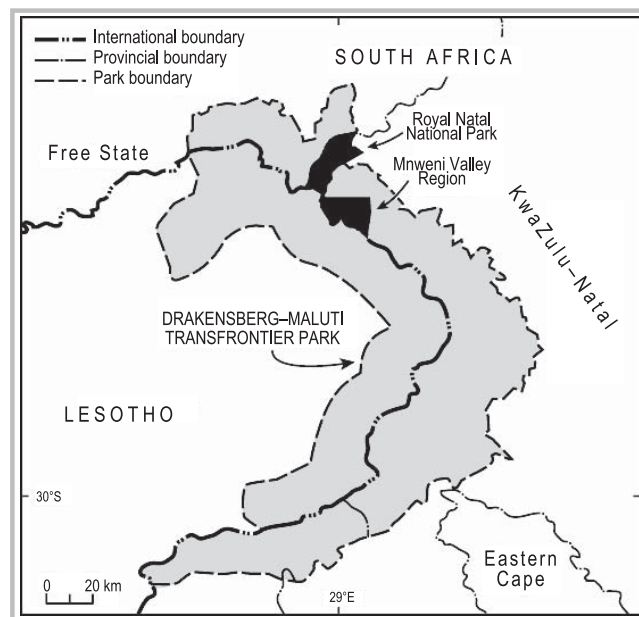 International boundary
Provincial boundary
Park boundary
SOUTH AFRICA
Royal Natal
National Park
Free State
Mnweni Valley
Region
KwaZulu–Natal
DRAKENSBERG–MALUTI
TRANSFRONTIER PARK
LESOTHO
30°S
Eastern
Cape
0 20 km
29°E